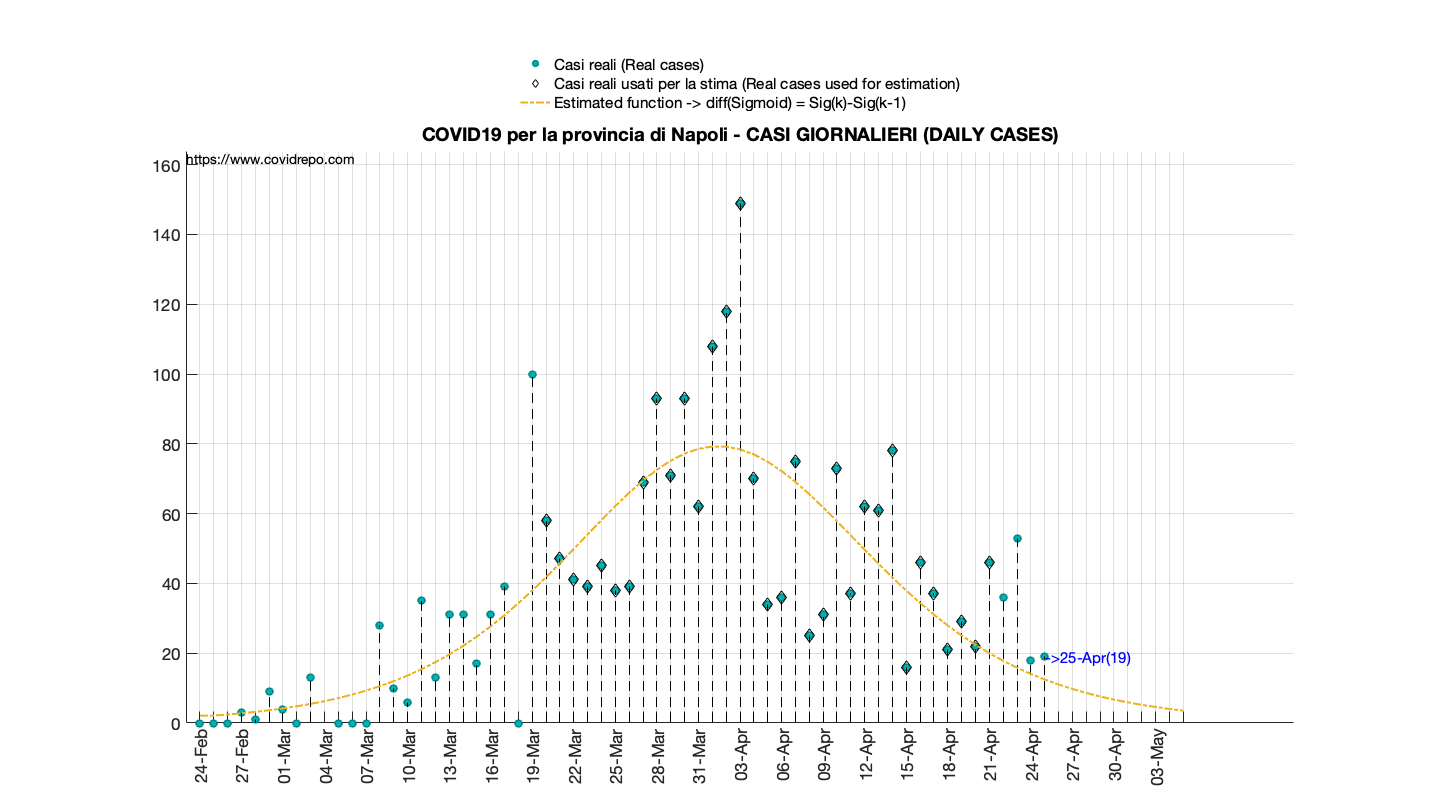 Casi reali (Real cases)
Casi reali usati per la stima (Real cases used for estimation)
Estimated function -> diff(Sigmoid) = Sig(k)-Sig(k-1)
COVID19 per la provincia di Napoli - CASI GIORNALIERI (DAILY CASES)
https://www.covidrepo.com
160
140
120
100
80
60
40
20
0
->25-Apr(19)
24-Feb
27-Feb
01-Mar
04-Mar
07-Mar
10-Mar
13-Mar
16-Mar
19-Mar
22-Mar
25-Mar
28-Mar
31-Mar
03-Apr
06-Apr
09-Apr
12-Apr
15-Apr
18-Apr
21-Apr
24-Apr
27-Apr
30-Apr
03-May